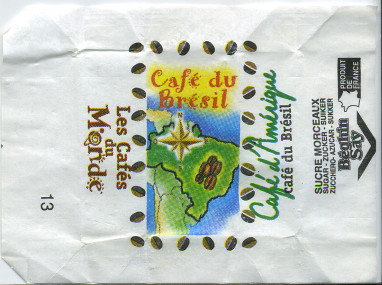 Café du
Brésil
N
Les Cafés
du
Monde
13
Café d'Amérique
café du Brésil
SUCRE MORCEAUX
SUGAR - ZUCKER - SUIKER
ZUCCHERO - AZUCAR - SUKKER
Béghin
Say
PRODUIT
DE
FRANCE